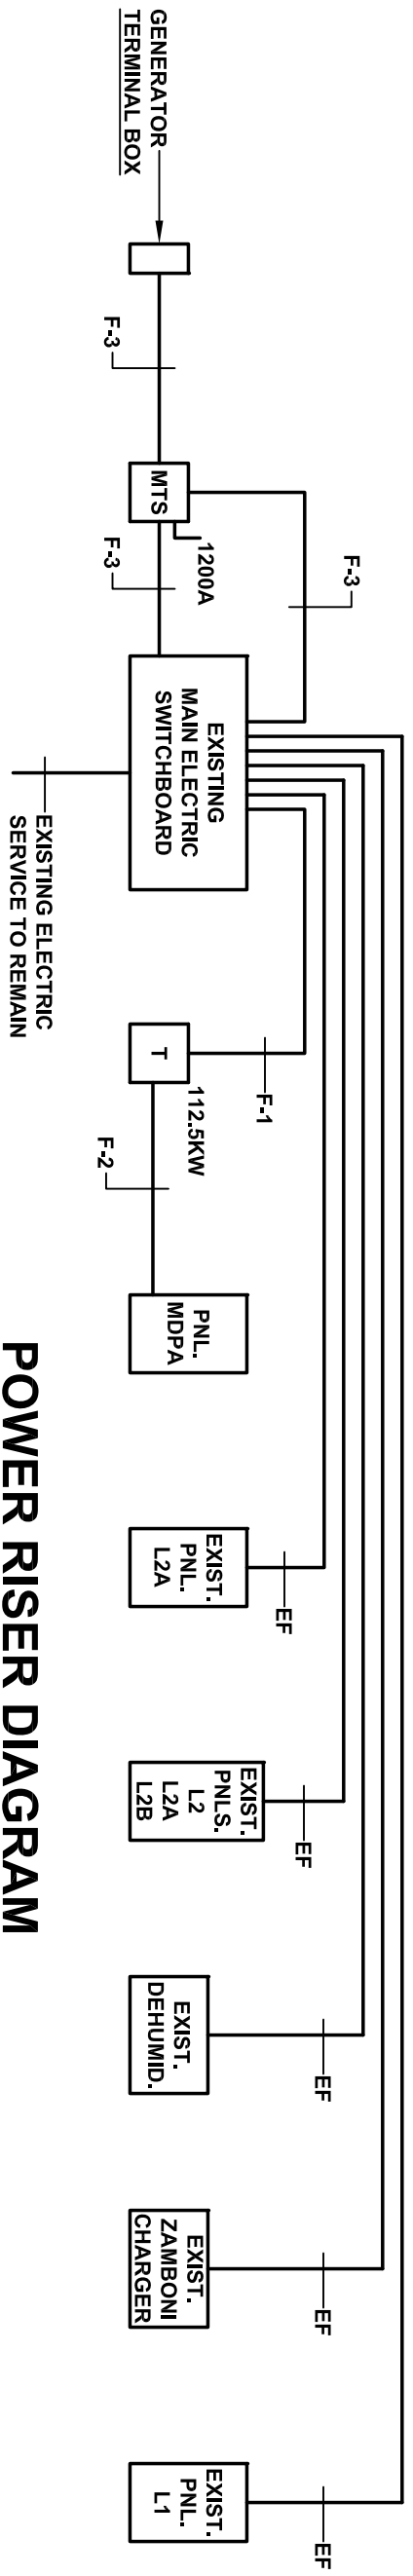 GENERATOR
TERMINAL BOX
F-3
MTS
1200A
F-3
F-3
EXISTING
MAIN ELECTRIC
SWITCHBOARD
EXISTING ELECTRIC
SERVICE TO REMAIN
T
112.5KW
F-1
F-2
PNL.
MDPA
EXIST.
PNL.
L2A
EF
EXIST.
PNLS.
L2
L2A
L2B
EF
EXIST.
DEHUMID.
EF
EXIST.
ZAMBONI
CHARGER
EF
EXIST.
PNL.
L1
EF
POWER RISER DIAGRAM